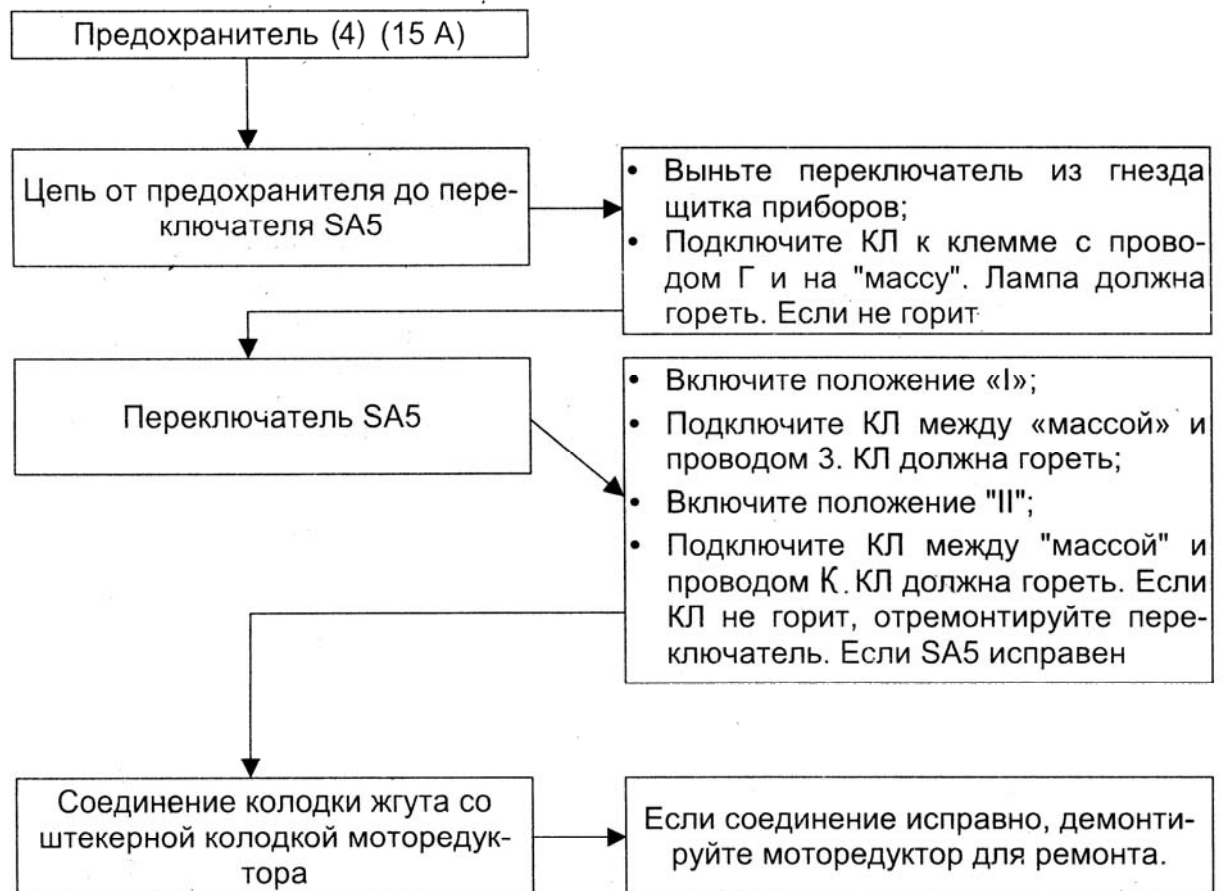 Предохранитель (4) (15 А)
Цепь от предохранителя до пере-
ключателя SA5
• Выньте переключатель из гнезда
щитка приборов;
• Подключите КЛ к клемме с прово-
дом Г и на "массу". Лампа должна
гореть. Если не горит
Переключатель SA5
• Включите положение «I»;
• Подключите КЛ между «массой» и
проводом З. КЛ должна гореть;
• Включите положение "II";
• Подключите КЛ между "массой" и
проводом К. КЛ должна гореть. Если
КЛ не горит, отремонтируйте пере-
ключатель. Если SA5 исправен
Соединение колодки жгута со
штекерной колодкой моторедук-
тора
Если соединение исправно, демонти-
руйте моторедуктор для ремонта.